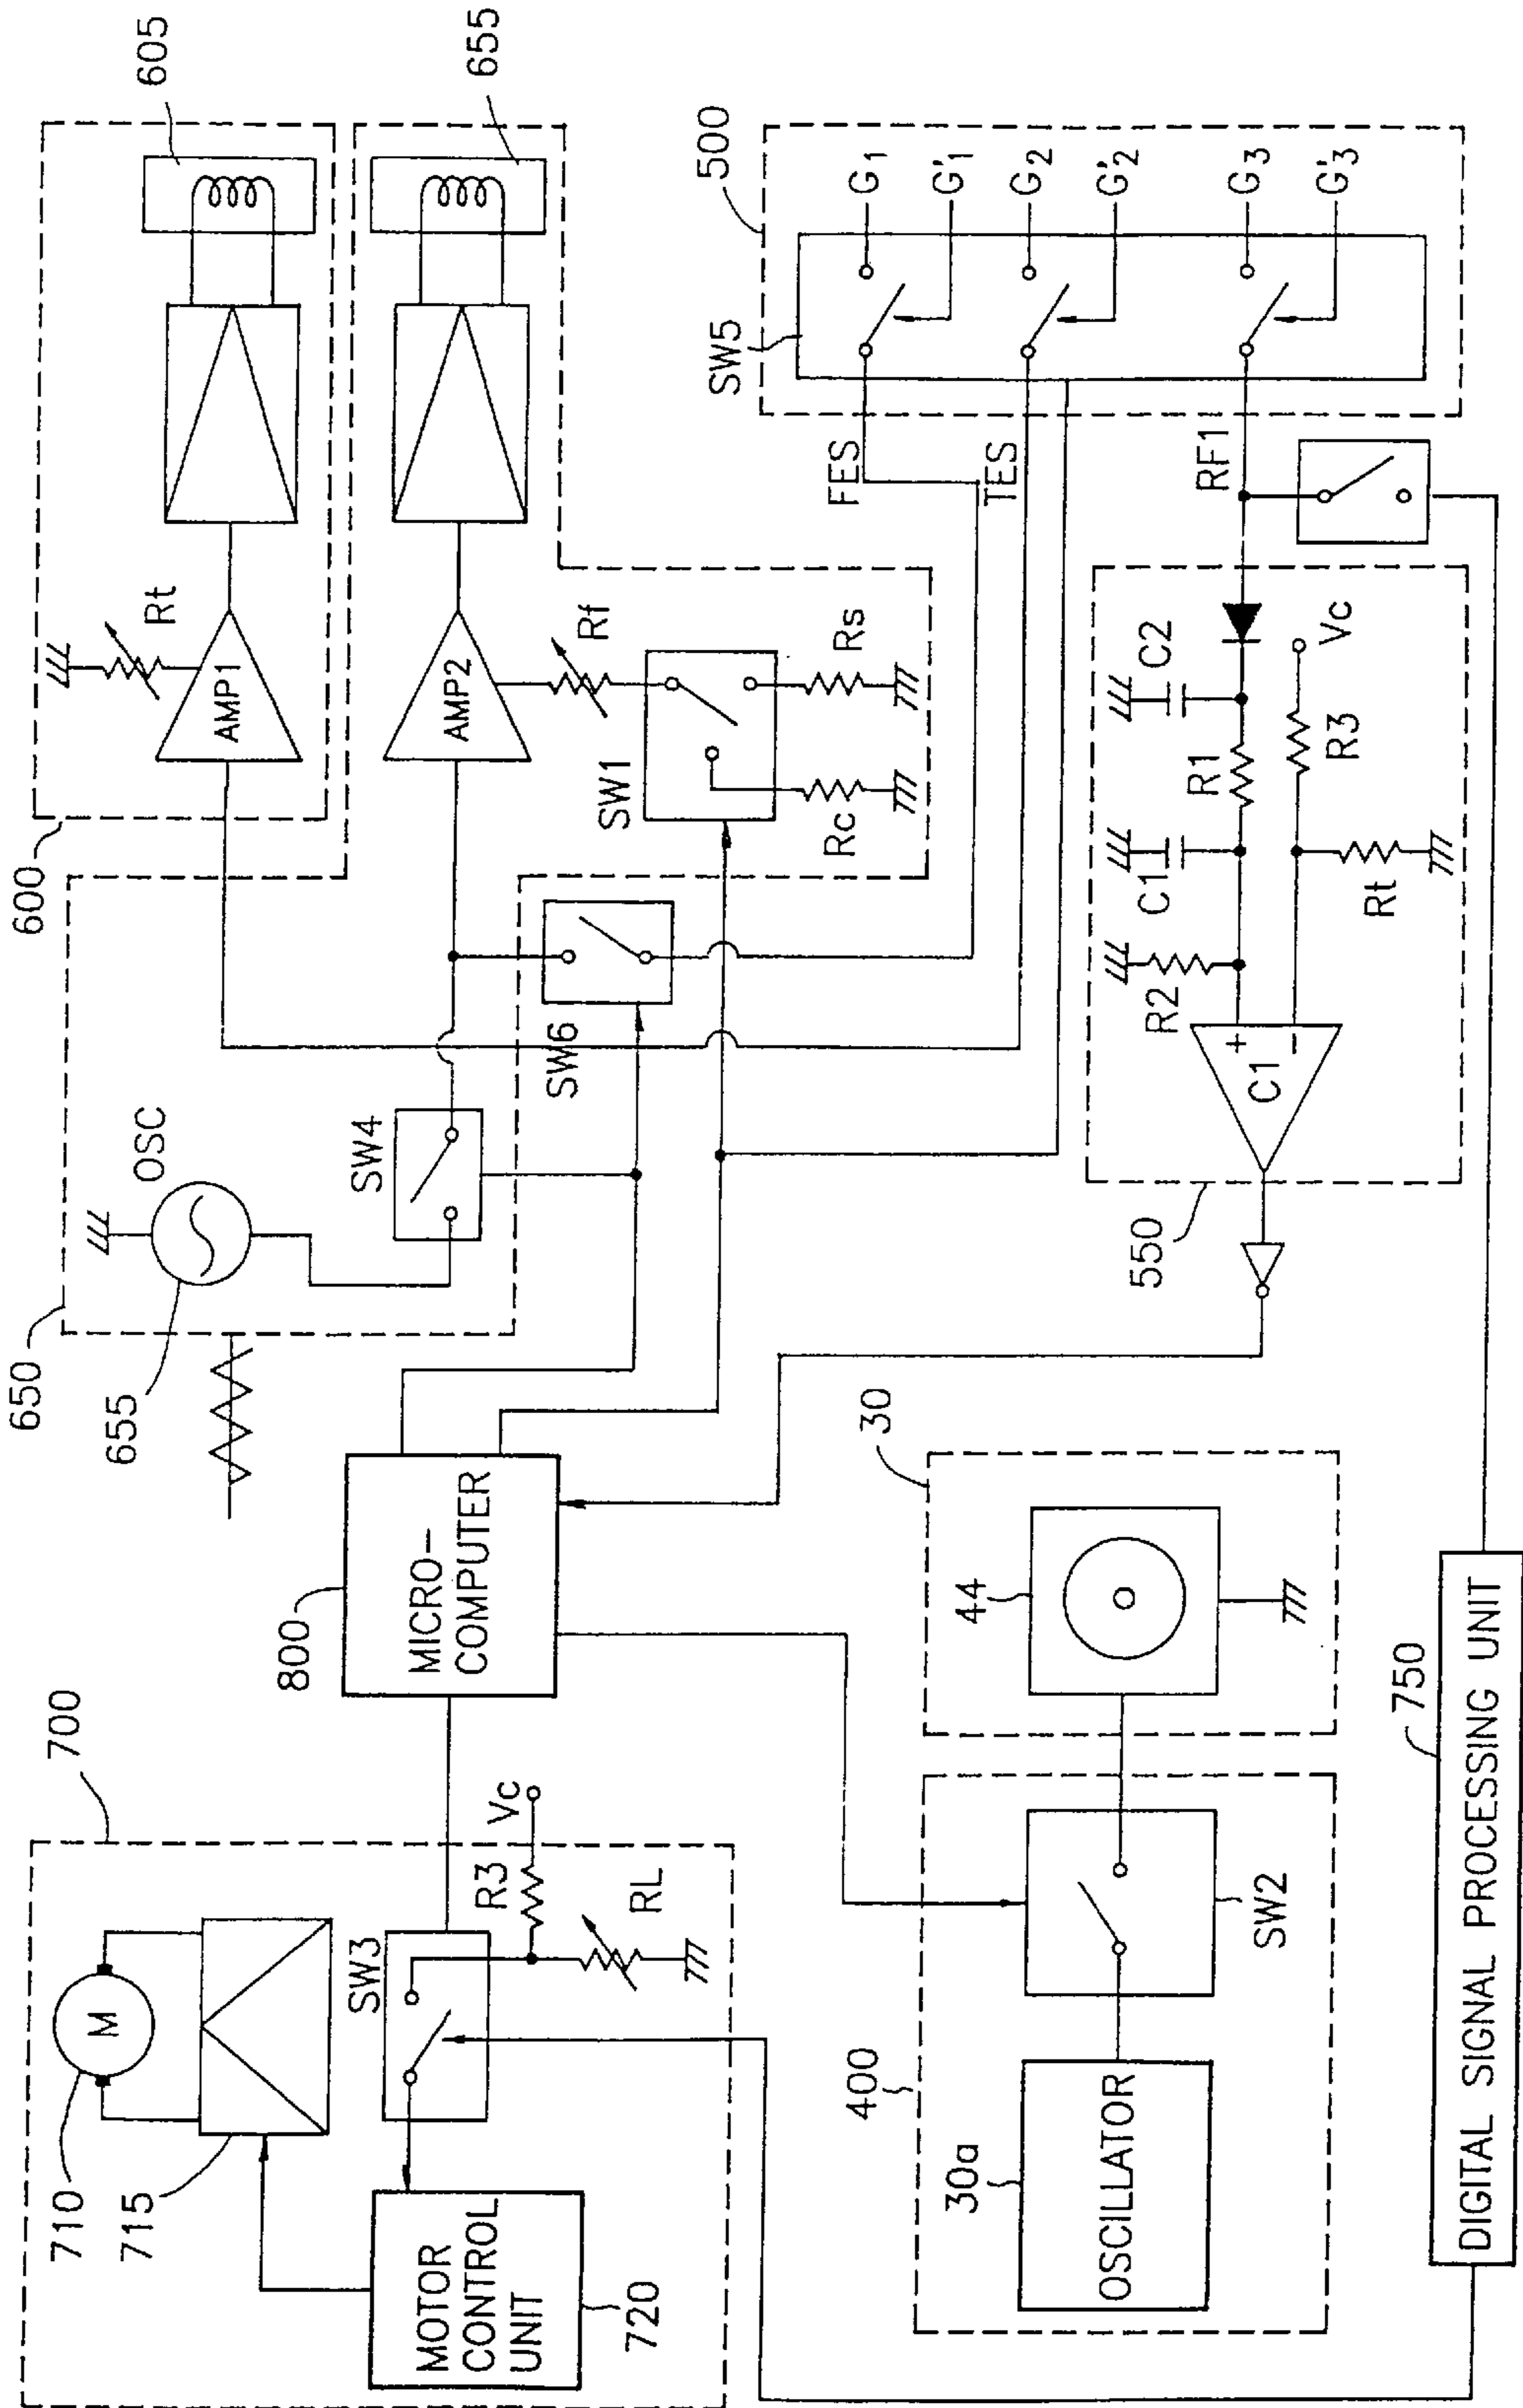 700
710
M
715
MOTOR
CONTROL
UNIT
720
SW3
R3
Vc
RL
800
MICRO-
COMPUTER
650
655
OSC
SW4
SW6
600
Rt
AMP1
605
AMP2
655
Rf
SW1
Rc
Rs
500
SW5
G1
G'1
G2
G'2
G3
G'3
FES
TES
RF1
550
C1
+
−
R2
C1
R1
C2
R3
Vc
Rt
30
44
400
30a
OSCILLATOR
SW2
750
DIGITAL SIGNAL PROCESSING UNIT